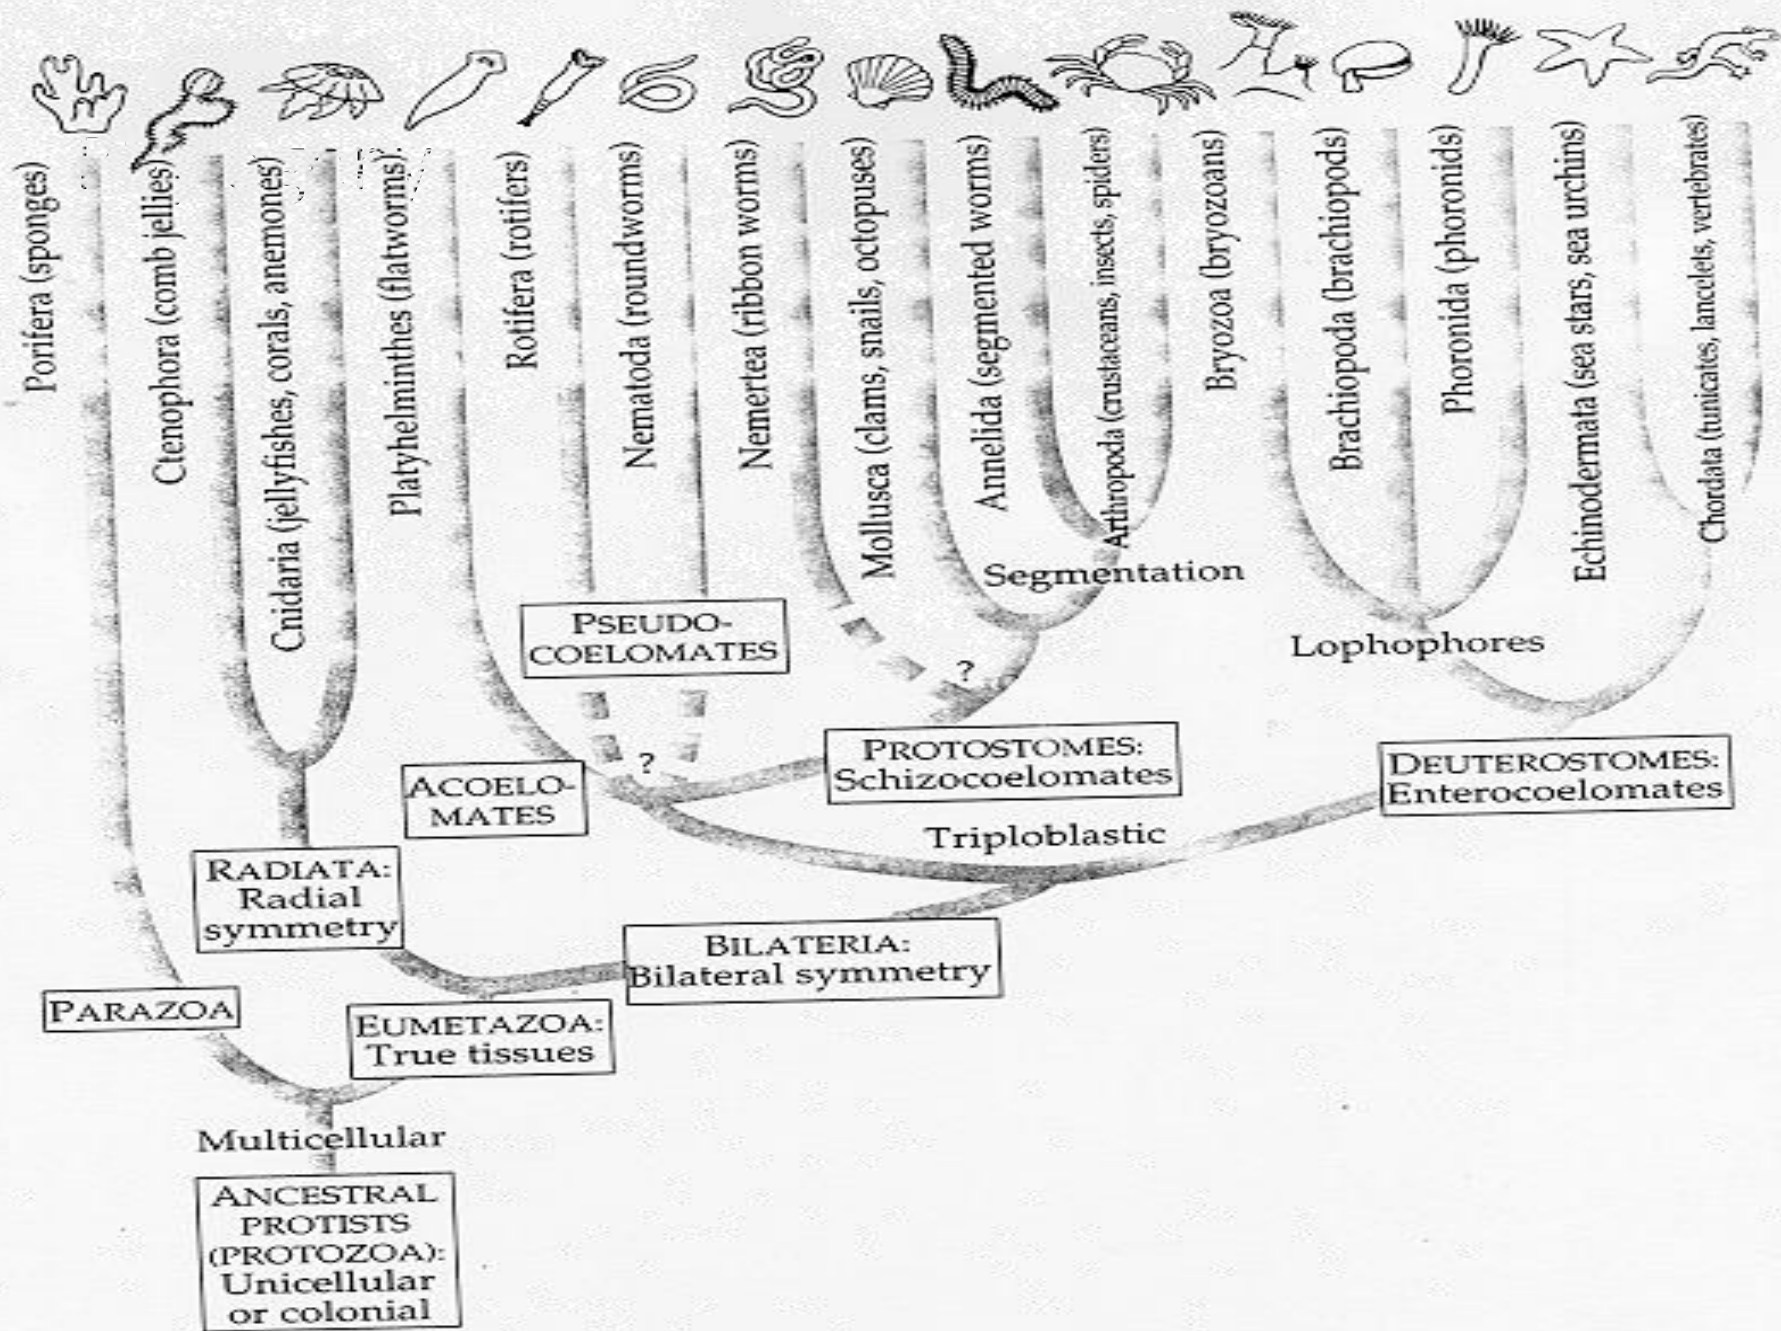 Porifera (sponges)
Ctenophora (comb jellies)
Cnidaria (jellyfishes, corals, anemones)
Platyhelminthes (flatworms)
Rotifera (rotifers)
Nematoda (roundworms)
Nemertea (ribbon worms)
Mollusca (clams, snails, octopuses)
Annelida (segmented worms)
Arthropoda (crustaceans, insects, spiders)
Bryozoa (bryozoans)
Brachiopoda (brachiopods)
Phoronida (phoronids)
Echinodermata (sea stars, sea urchins)
Chordata (tunicates, lancelets, vertebrates)
Segmentation
PSEUDO-
COELOMATES
?
Lophophores
?
PROTOSTOMES:
Schizocoelomates
DEUTEROSTOMES:
Enterocoelomates
ACOELO-
MATES
Triploblastic
RADIATA:
Radial
symmetry
BILATERIA:
Bilateral symmetry
PARAZOA
EUMETAZOA:
True tissues
Multicellular
ANCESTRAL
PROTISTS
(PROTOZOA):
Unicellular
or colonial